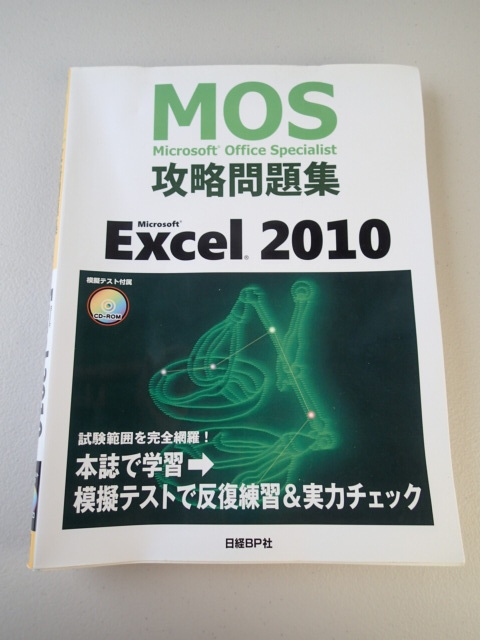 MOS
Microsoft® Office Specialist
攻略問題集
Microsoft®
Excel® 2010
模擬テスト付属
CD-ROM
試験範囲を完全網羅！
本誌で学習➡
模擬テストで反復練習＆実力チェック
日経BP社